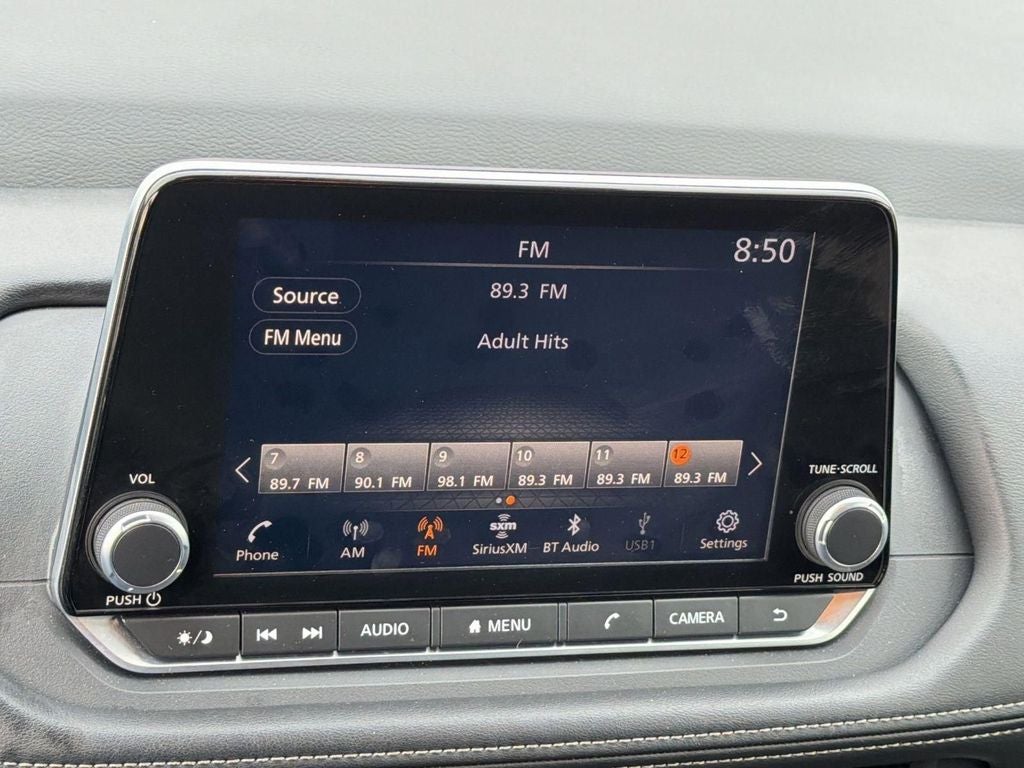 FM
8:50
Source
89.3 FM
FM Menu
Adult Hits
7 8 9 10 11 12
89.7 FM 90.1 FM 98.1 FM 89.3 FM 89.3 FM 89.3 FM
VOL
TUNE·SCROLL
Phone AM FM sxm SiriusXM BT Audio USB1 Settings
PUSH
PUSH SOUND
AUDIO MENU CAMERA